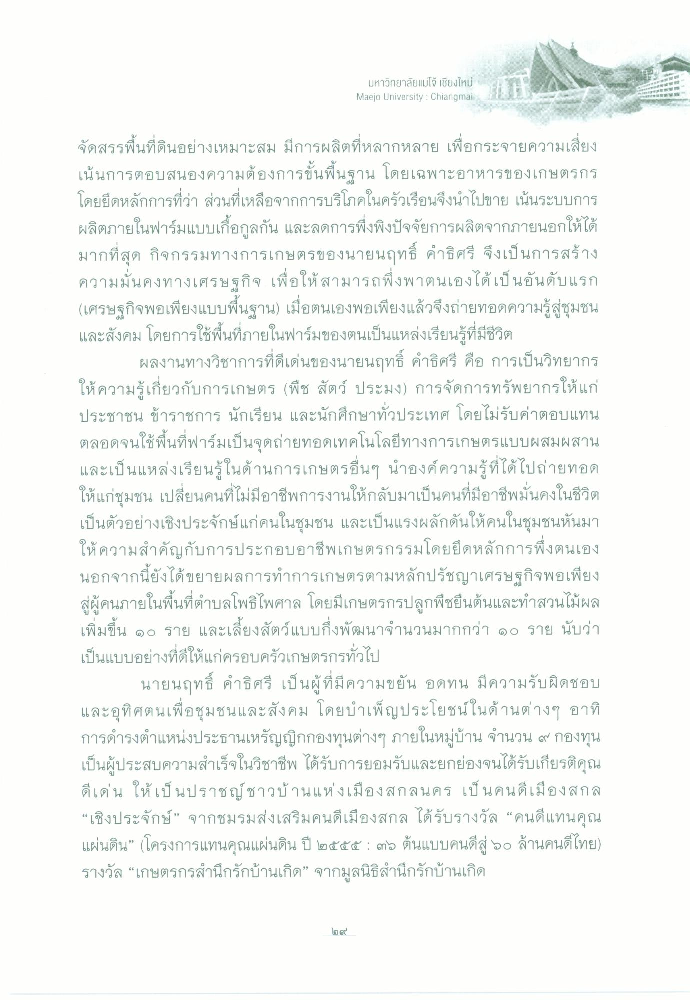 มหาวิทยาลัยแม่โจ้ เชียงใหม่
Maejo University : Chiangmai
จัดสรรพื้นที่ดินอย่างเหมาะสม มีการผลิตที่หลากหลาย เพื่อกระจายความเสี่ยง
เน้นการตอบสนองความต้องการขั้นพื้นฐาน โดยเฉพาะอาหารของเกษตรกร
โดยยึดหลักการที่ว่า ส่วนที่เหลือจากการบริโภคในครัวเรือนจึงนำไปขาย เน้นระบบการ
ผลิตภายในฟาร์มแบบเกื้อกูลกัน และลดการพึ่งพิงปัจจัยการผลิตจากภายนอกให้ได้
มากที่สุด กิจกรรมทางการเกษตรของนายนฤทธิ์ คำธิศรี จึงเป็นการสร้าง
ความมั่นคงทางเศรษฐกิจ เพื่อให้สามารถพึ่งพาตนเองได้เป็นอันดับแรก
(เศรษฐกิจพอเพียงแบบพื้นฐาน) เมื่อตนเองพอเพียงแล้วจึงถ่ายทอดความรู้สู่ชุมชน
และสังคม โดยการใช้พื้นที่ภายในฟาร์มของตนเป็นแหล่งเรียนรู้ที่มีชีวิต
ผลงานทางวิชาการที่ดีเด่นของนายนฤทธิ์ คำธิศรี คือ การเป็นวิทยากร
ให้ความรู้เกี่ยวกับการเกษตร (พืช สัตว์ ประมง) การจัดการทรัพยากรให้แก่
ประชาชน ข้าราชการ นักเรียน และนักศึกษาทั่วประเทศ โดยไม่รับค่าตอบแทน
ตลอดจนใช้พื้นที่ฟาร์มเป็นจุดถ่ายทอดเทคโนโลยีทางการเกษตรแบบผสมผสาน
และเป็นแหล่งเรียนรู้ในด้านการเกษตรอื่นๆ นำองค์ความรู้ที่ได้ไปถ่ายทอด
ให้แก่ชุมชน เปลี่ยนคนที่ไม่มีอาชีพการงานให้กลับมาเป็นคนที่มีอาชีพมั่นคงในชีวิต
เป็นตัวอย่างเชิงประจักษ์แก่คนในชุมชน และเป็นแรงผลักดันให้คนในชุมชนหันมา
ให้ความสำคัญกับการประกอบอาชีพเกษตรกรรมโดยยึดหลักการพึ่งตนเอง
นอกจากนี้ยังได้ขยายผลการทำการเกษตรตามหลักปรัชญาเศรษฐกิจพอเพียง
สู่ผู้คนภายในพื้นที่ตำบลโพธิไพศาล โดยมีเกษตรกรปลูกพืชยืนต้นและทำสวนไม้ผล
เพิ่มขึ้น ๑๐ ราย และเลี้ยงสัตว์แบบกึ่งพัฒนาจำนวนมากกว่า ๑๐ ราย นับว่า
เป็นแบบอย่างที่ดีให้แก่ครอบครัวเกษตรกรทั่วไป
นายนฤทธิ์ คำธิศรี เป็นผู้ที่มีความขยัน อดทน มีความรับผิดชอบ
และอุทิศตนเพื่อชุมชนและสังคม โดยบำเพ็ญประโยชน์ในด้านต่างๆ อาทิ
การดำรงตำแหน่งประธานเหรัญญิกกองทุนต่างๆ ภายในหมู่บ้าน จำนวน ๙ กองทุน
เป็นผู้ประสบความสำเร็จในวิชาชีพ ได้รับการยอมรับและยกย่องจนได้รับเกียรติคุณ
ดีเด่น ให้เป็นปราชญ์ชาวบ้านแห่งเมืองสกลนคร เป็นคนดีเมืองสกล
“เชิงประจักษ์” จากชมรมส่งเสริมคนดีเมืองสกล ได้รับรางวัล “คนดีแทนคุณ
แผ่นดิน” (โครงการแทนคุณแผ่นดิน ปี ๒๕๕๕ : ๓๖ ต้นแบบคนดีสู่ ๖๐ ล้านคนดีไทย)
รางวัล “เกษตรกรสำนึกรักบ้านเกิด” จากมูลนิธิสำนึกรักบ้านเกิด
๒๙